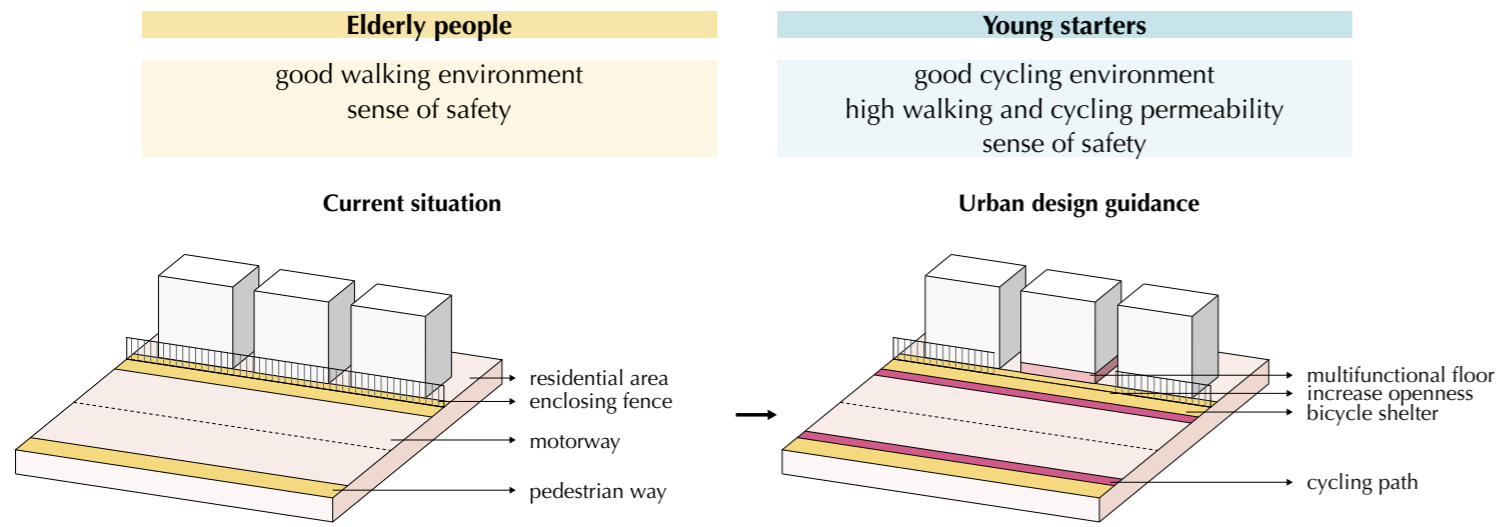 Elderly people
good walking environment
sense of safety
Young starters
good cycling environment
high walking and cycling permeability
sense of safety
Current situation
residential area
enclosing fence
motorway
pedestrian way
Urban design guidance
multifunctional floor
increase openness
bicycle shelter
cycling path